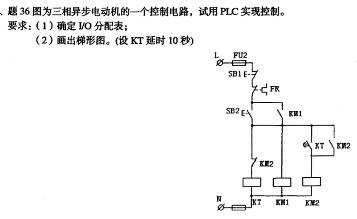 、题36图为三相异步电动机的一个控制电路，试用PLC实现控制。
要求：（1）确定I/O分配表；
（2）画出梯形图。（设KT延时10秒）
L FU2
SB1 E
FR
SB2 E KM1
KT KM2
KM2
N KT KM1 KM2